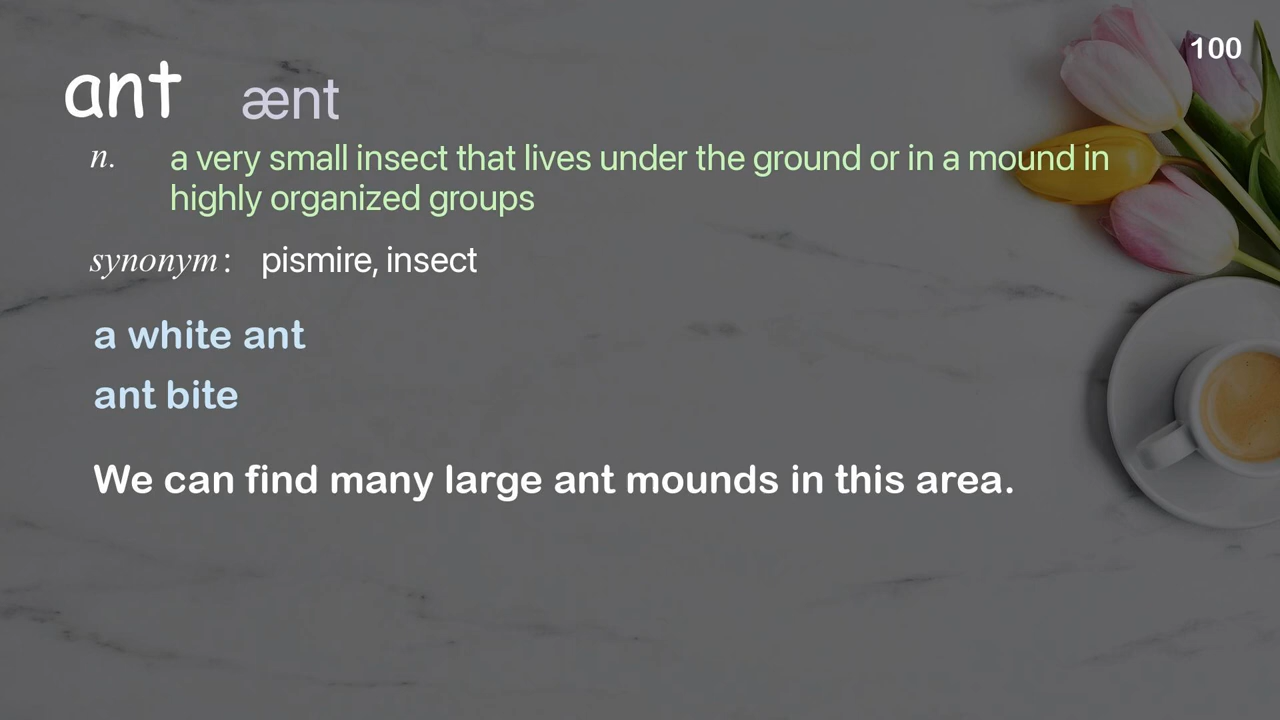 100
ant ænt
n. a very small insect that lives under the ground or in a mound in
highly organized groups
synonym: pismire, insect
a white ant
ant bite
We can find many large ant mounds in this area.